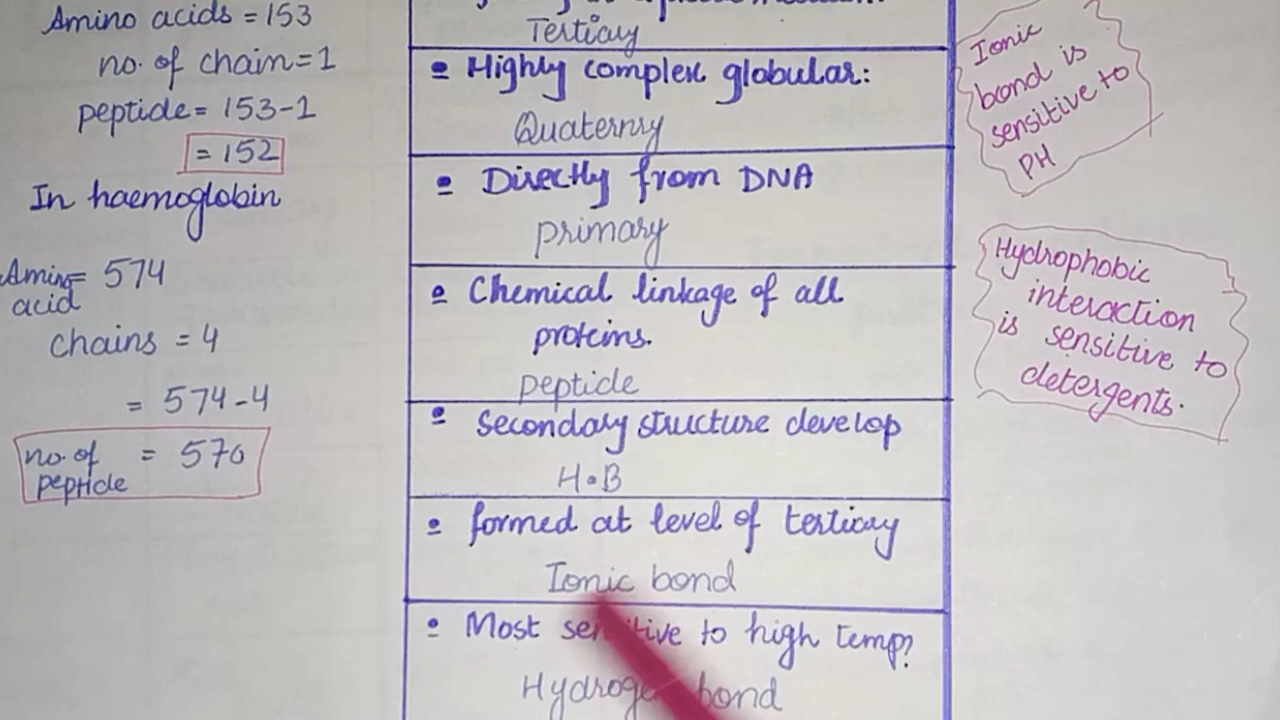 Amino acids = 153
no. of chain = 1
peptide = 153-1
= 152
In haemoglobin
Amin= 574
acid
chains = 4
= 574-4
no. of = 570
peptide
Tertiary
• Highly complex globular:
Quaternry
• Directly from DNA
primary
• Chemical linkage of all
proteins.
peptide
• Secondary structure develop
H•B
• formed at level of tertiary
Ionic bond
• Most sensitive to high temp?
Hydrogen bond
Ionic
bond is
sensitive to
PH
Hydrophobic
interaction
is sensitive to
detergents.